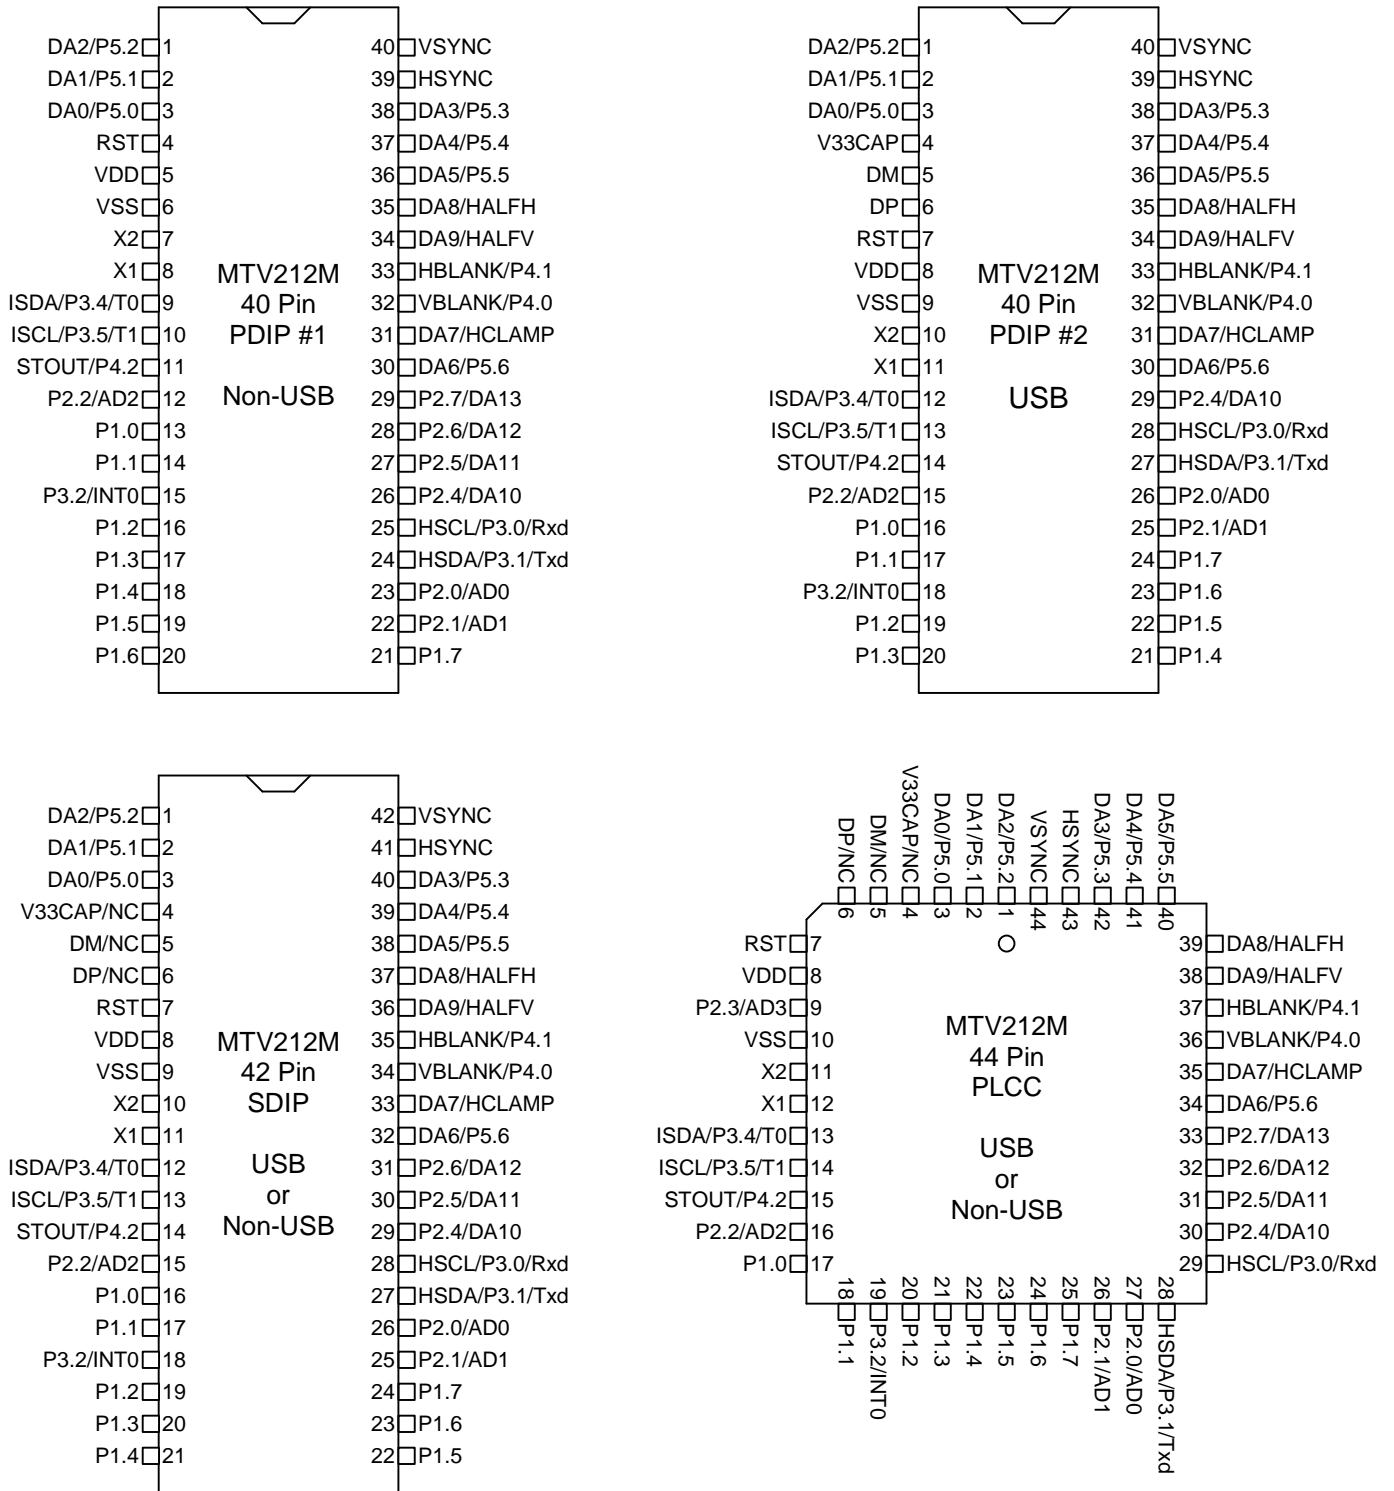 DA2/P5.2 1 40 VSYNC
DA1/P5.1 2 39 HSYNC
DA0/P5.0 3 38 DA3/P5.3
RST 4 37 DA4/P5.4
VDD 5 36 DA5/P5.5
VSS 6 35 DA8/HALFH
X2 7 34 DA9/HALFV
X1 8 33 HBLANK/P4.1
ISDA/P3.4/T0 9 32 VBLANK/P4.0
ISCL/P3.5/T1 10 31 DA7/HCLAMP
STOUT/P4.2 11 30 DA6/P5.6
P2.2/AD2 12 29 P2.7/DA13
P1.0 13 28 P2.6/DA12
P1.1 14 27 P2.5/DA11
P3.2/INT0 15 26 P2.4/DA10
P1.2 16 25 HSCL/P3.0/Rxd
P1.3 17 24 HSDA/P3.1/Txd
P1.4 18 23 P2.0/AD0
P1.5 19 22 P2.1/AD1
P1.6 20 21 P1.7
MTV212M
40 Pin
PDIP #1
Non-USB
DA2/P5.2 1 40 VSYNC
DA1/P5.1 2 39 HSYNC
DA0/P5.0 3 38 DA3/P5.3
V33CAP 4 37 DA4/P5.4
DM 5 36 DA5/P5.5
DP 6 35 DA8/HALFH
RST 7 34 DA9/HALFV
VDD 8 33 HBLANK/P4.1
VSS 9 32 VBLANK/P4.0
X2 10 31 DA7/HCLAMP
X1 11 30 DA6/P5.6
ISDA/P3.4/T0 12 29 P2.4/DA10
ISCL/P3.5/T1 13 28 HSCL/P3.0/Rxd
STOUT/P4.2 14 27 HSDA/P3.1/Txd
P2.2/AD2 15 26 P2.0/AD0
P1.0 16 25 P2.1/AD1
P1.1 17 24 P1.7
P3.2/INT0 18 23 P1.6
P1.2 19 22 P1.5
P1.3 20 21 P1.4
MTV212M
40 Pin
PDIP #2
USB
DA2/P5.2 1 42 VSYNC
DA1/P5.1 2 41 HSYNC
DA0/P5.0 3 40 DA3/P5.3
V33CAP/NC 4 39 DA4/P5.4
DM/NC 5 38 DA5/P5.5
DP/NC 6 37 DA8/HALFH
RST 7 36 DA9/HALFV
VDD 8 35 HBLANK/P4.1
VSS 9 34 VBLANK/P4.0
X2 10 33 DA7/HCLAMP
X1 11 32 DA6/P5.6
ISDA/P3.4/T0 12 31 P2.6/DA12
ISCL/P3.5/T1 13 30 P2.5/DA11
STOUT/P4.2 14 29 P2.4/DA10
P2.2/AD2 15 28 HSCL/P3.0/Rxd
P1.0 16 27 HSDA/P3.1/Txd
P1.1 17 26 P2.0/AD0
P3.2/INT0 18 25 P2.1/AD1
P1.2 19 24 P1.7
P1.3 20 23 P1.6
P1.4 21 22 P1.5
MTV212M
42 Pin
SDIP
USB
or
Non-USB
DP/NC 6
DM/NC 5
V33CAP/NC 4
DA0/P5.0 3
DA1/P5.1 2
DA2/P5.2 1
VSYNC 44
HSYNC 43
DA3/P5.3 42
DA4/P5.4 41
DA5/P5.5 40
RST 7 39 DA8/HALFH
VDD 8 38 DA9/HALFV
P2.3/AD3 9 37 HBLANK/P4.1
VSS 10 36 VBLANK/P4.0
X2 11 35 DA7/HCLAMP
X1 12 34 DA6/P5.6
ISDA/P3.4/T0 13 33 P2.7/DA13
ISCL/P3.5/T1 14 32 P2.6/DA12
STOUT/P4.2 15 31 P2.5/DA11
P2.2/AD2 16 30 P2.4/DA10
P1.0 17 29 HSCL/P3.0/Rxd
MTV212M
44 Pin
PLCC
USB
or
Non-USB
18 P1.1
19 P3.2/INT0
20 P1.2
21 P1.3
22 P1.4
23 P1.5
24 P1.6
25 P1.7
26 P2.1/AD1
27 P2.0/AD0
28 HSDA/P3.1/Txd